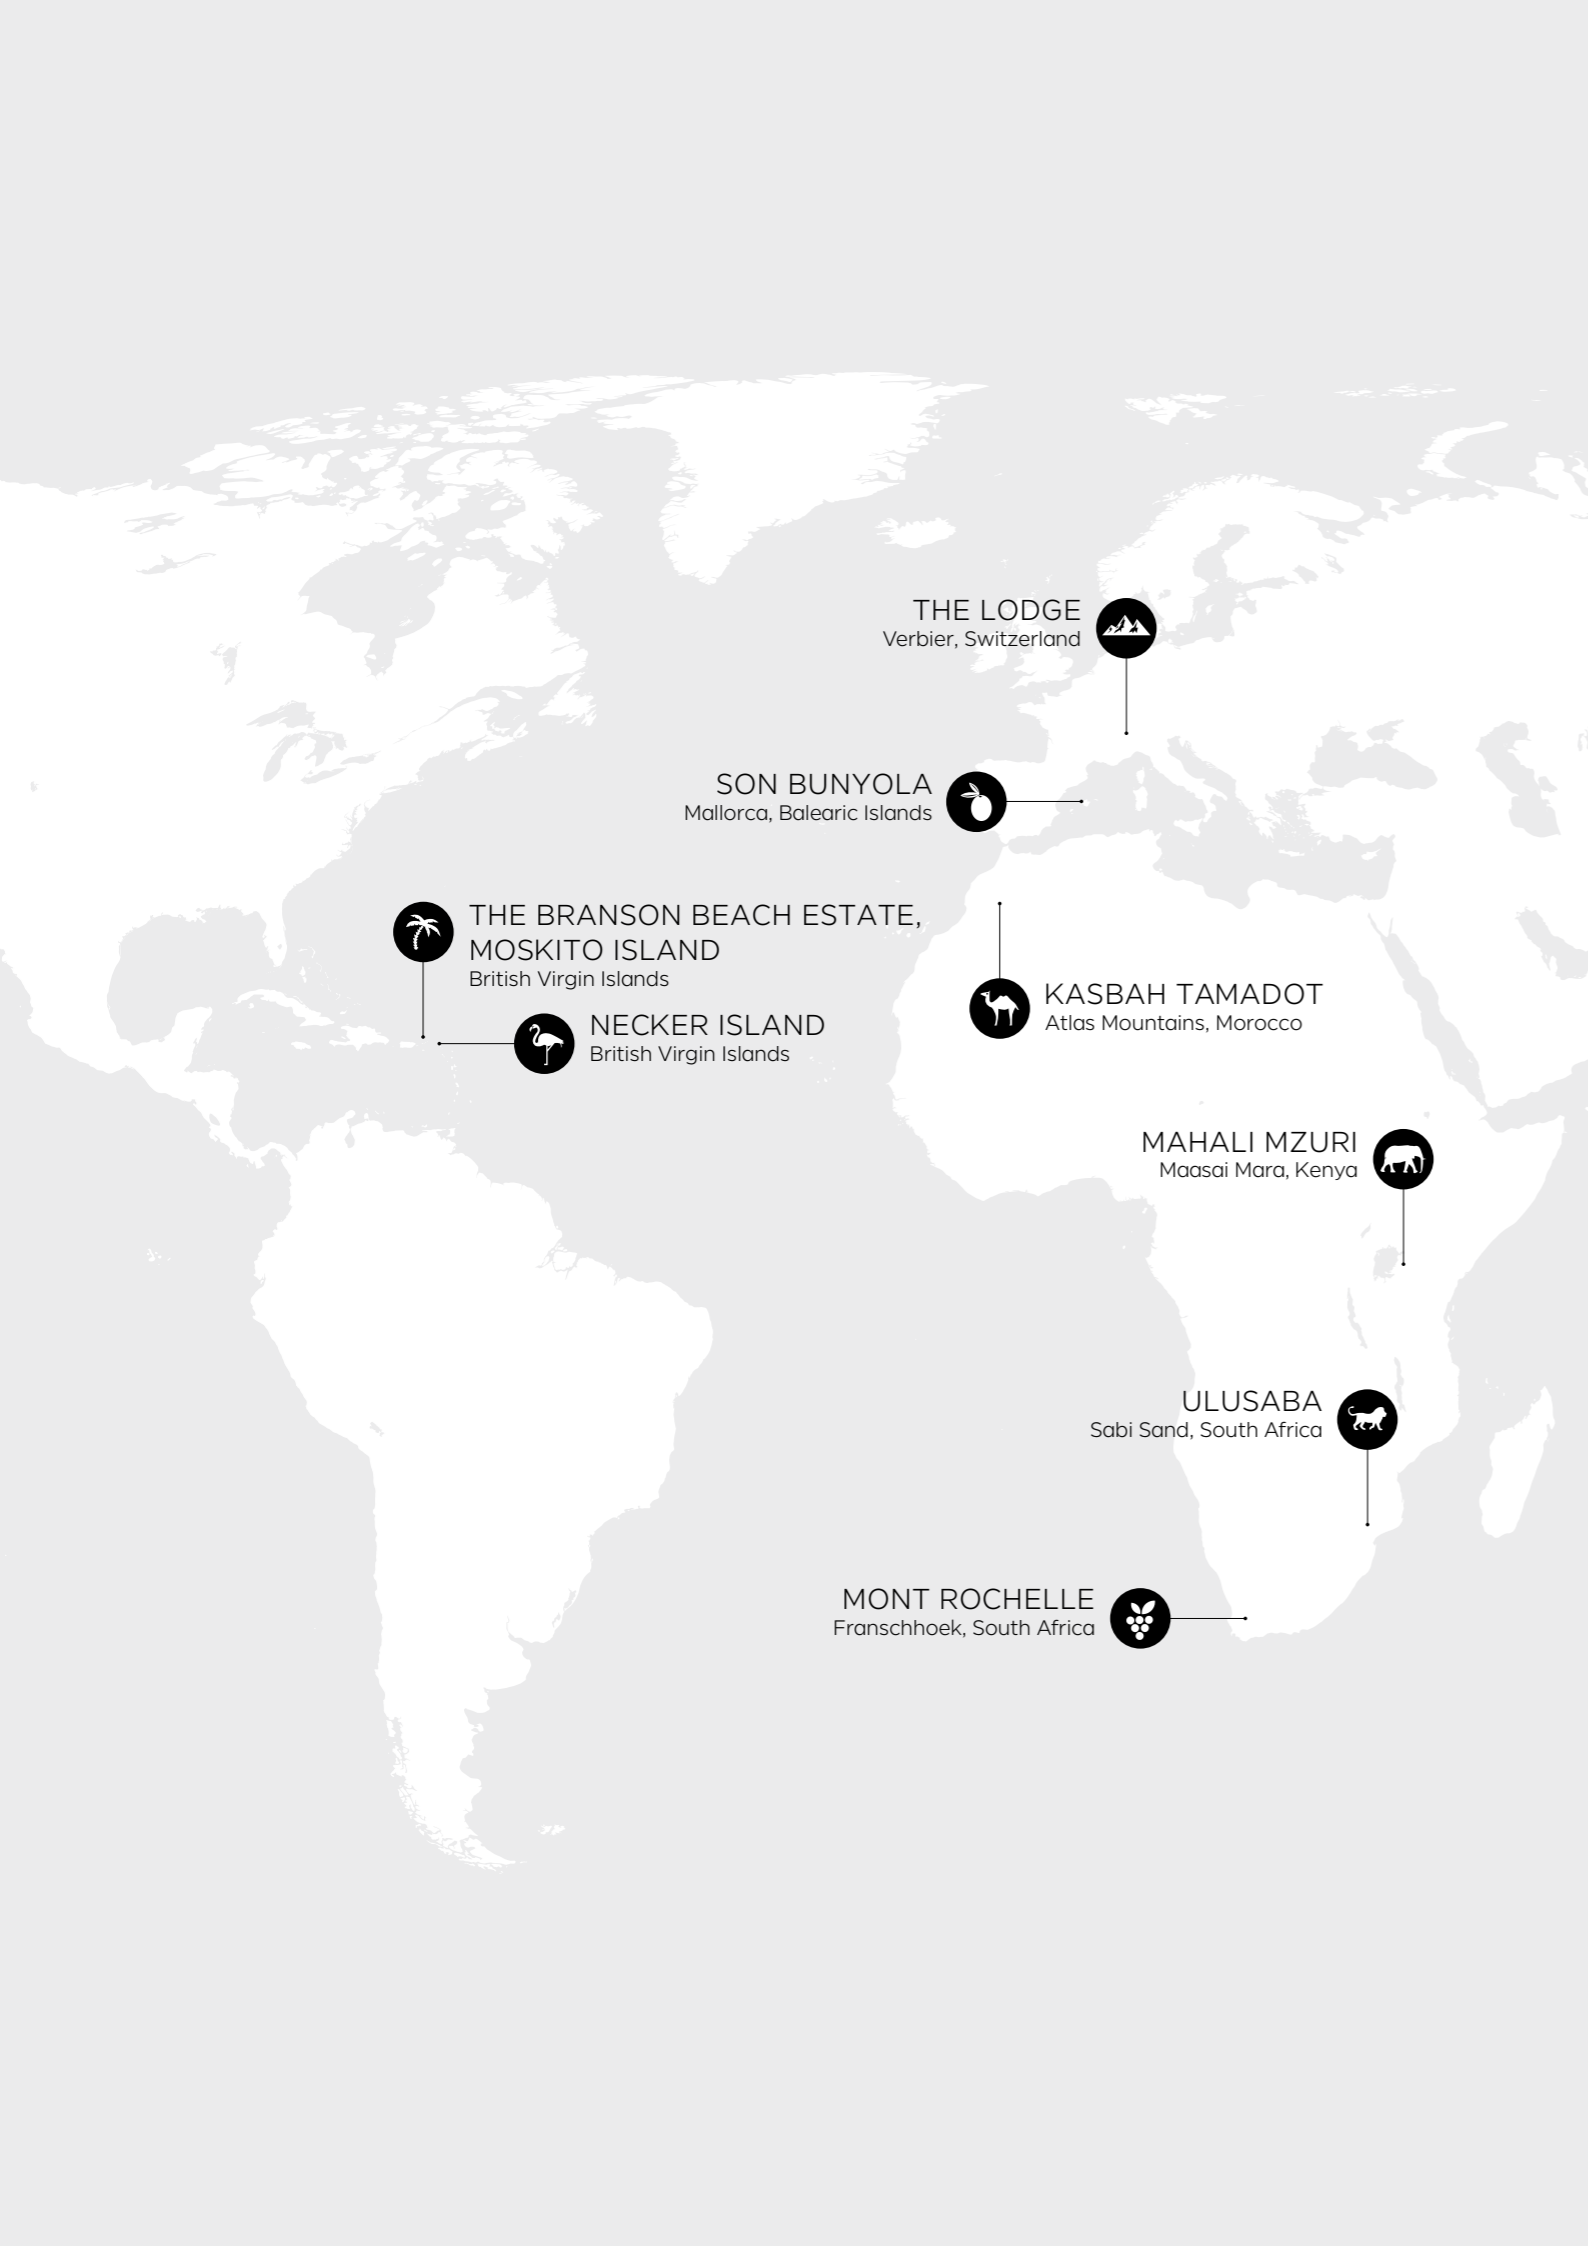 THE LODGE
Verbier, Switzerland
SON BUNYOLA
Mallorca, Balearic Islands
THE BRANSON BEACH ESTATE,
MOSKITO ISLAND
British Virgin Islands
KASBAH TAMADOT
Atlas Mountains, Morocco
NECKER ISLAND
British Virgin Islands
MAHALI MZURI
Maasai Mara, Kenya
ULUSABA
Sabi Sand, South Africa
MONT ROCHELLE
Franschhoek, South Africa